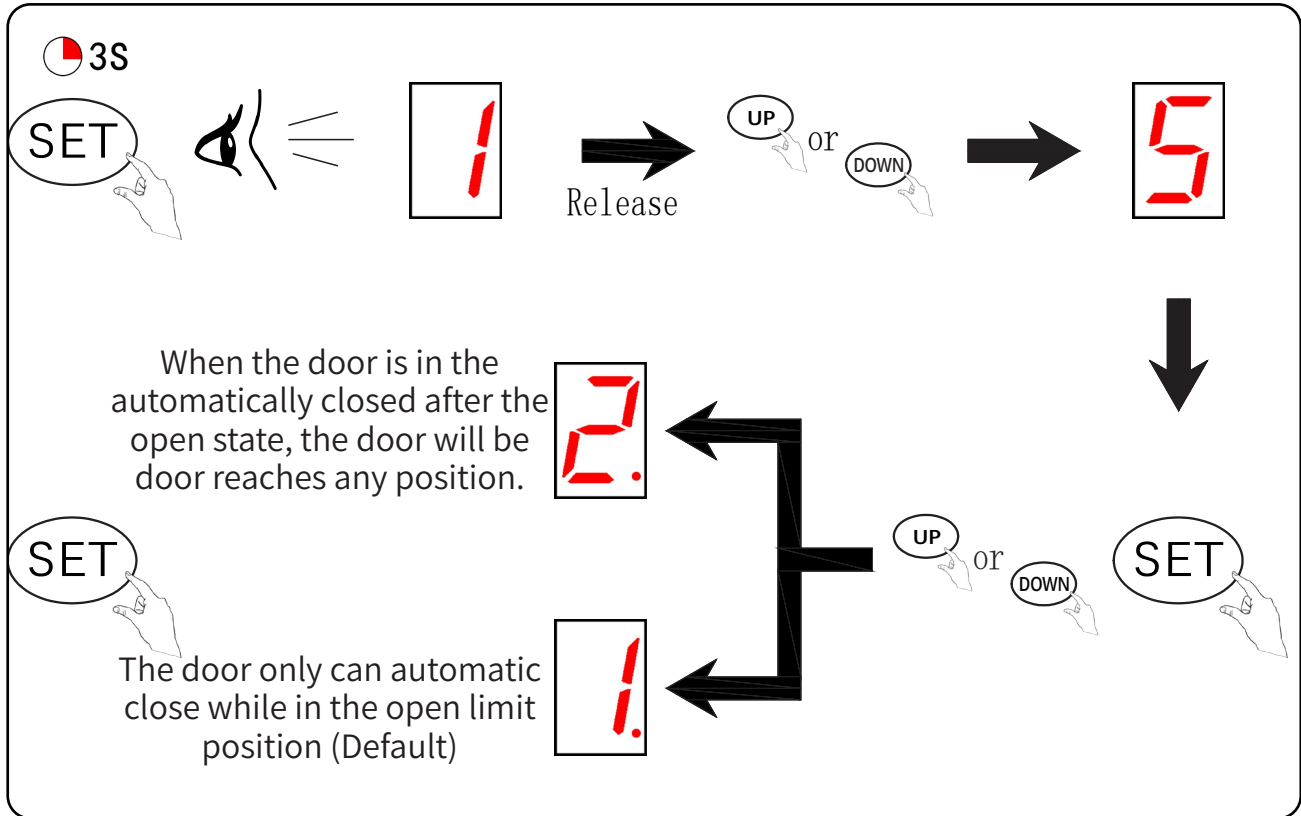 3S
SET
1
Release
UP
or
DOWN
5
When the door is in the
automatically closed after the
open state, the door will be
door reaches any position.
2.
SET
UP
or
DOWN
SET
The door only can automatic
close while in the open limit
position (Default)
1.